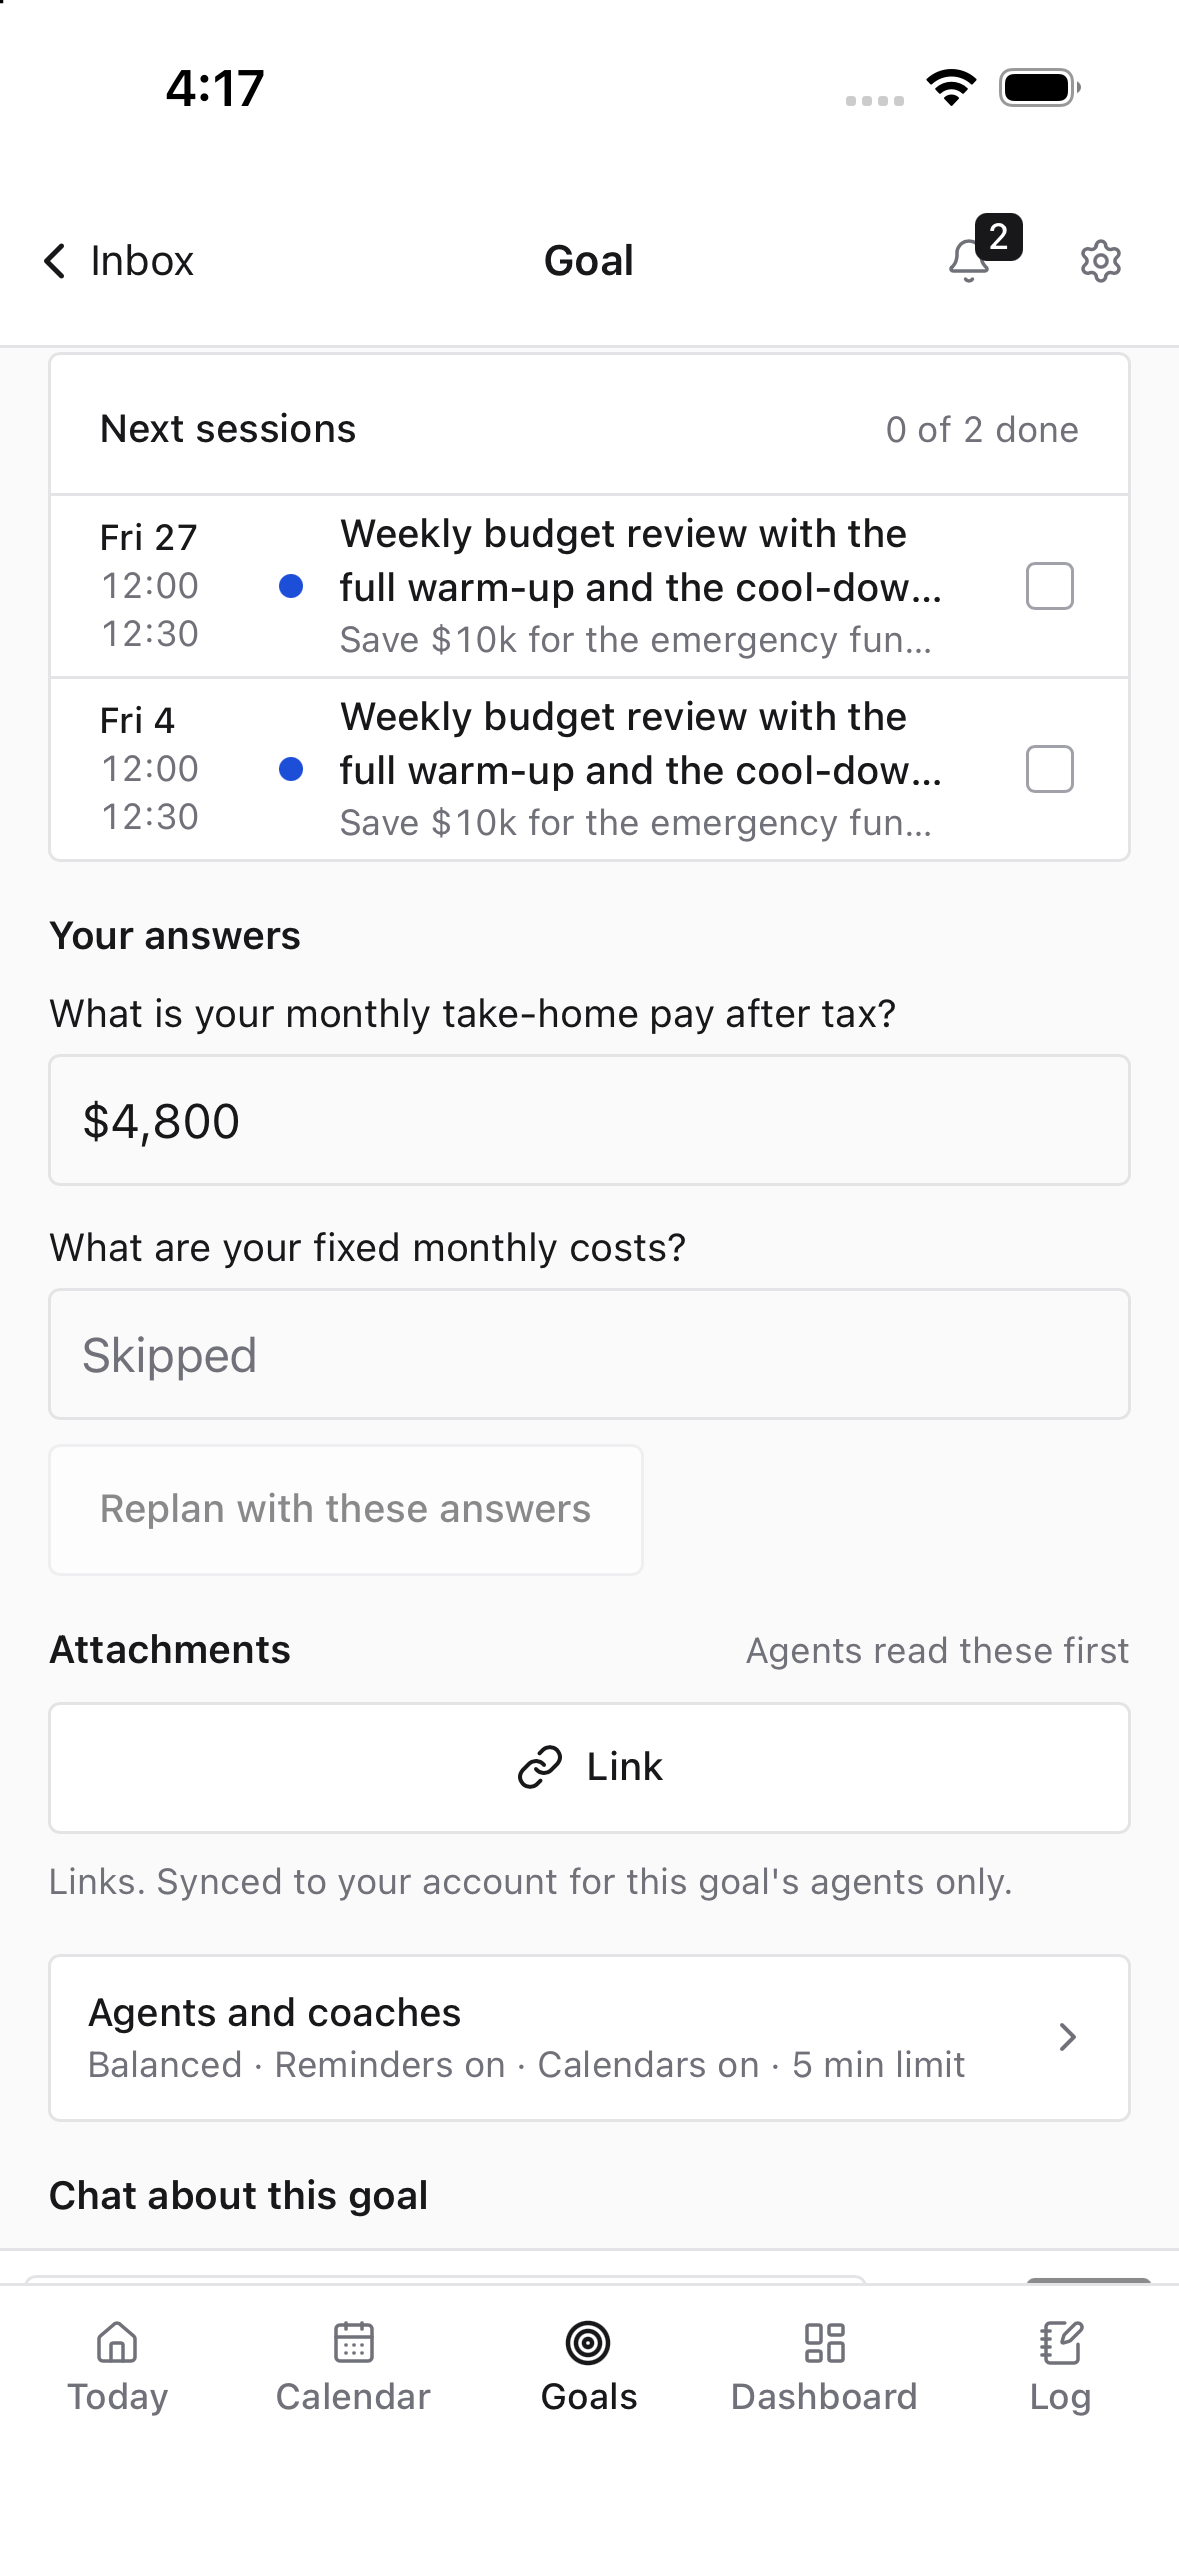 4:17
Inbox
Goal
2
Next sessions
0 of 2 done
Fri 27
12:00
12:30
Weekly budget review with the
full warm-up and the cool-dow...
Save $10k for the emergency fun...
Fri 4
12:00
12:30
Weekly budget review with the
full warm-up and the cool-dow...
Save $10k for the emergency fun...
Your answers
What is your monthly take-home pay after tax?
$4,800
What are your fixed monthly costs?
Skipped
Replan with these answers
Attachments
Agents read these first
Link
Links. Synced to your account for this goal's agents only.
Agents and coaches
Balanced · Reminders on · Calendars on · 5 min limit
Chat about this goal
Today
Calendar
Goals
Dashboard
Log